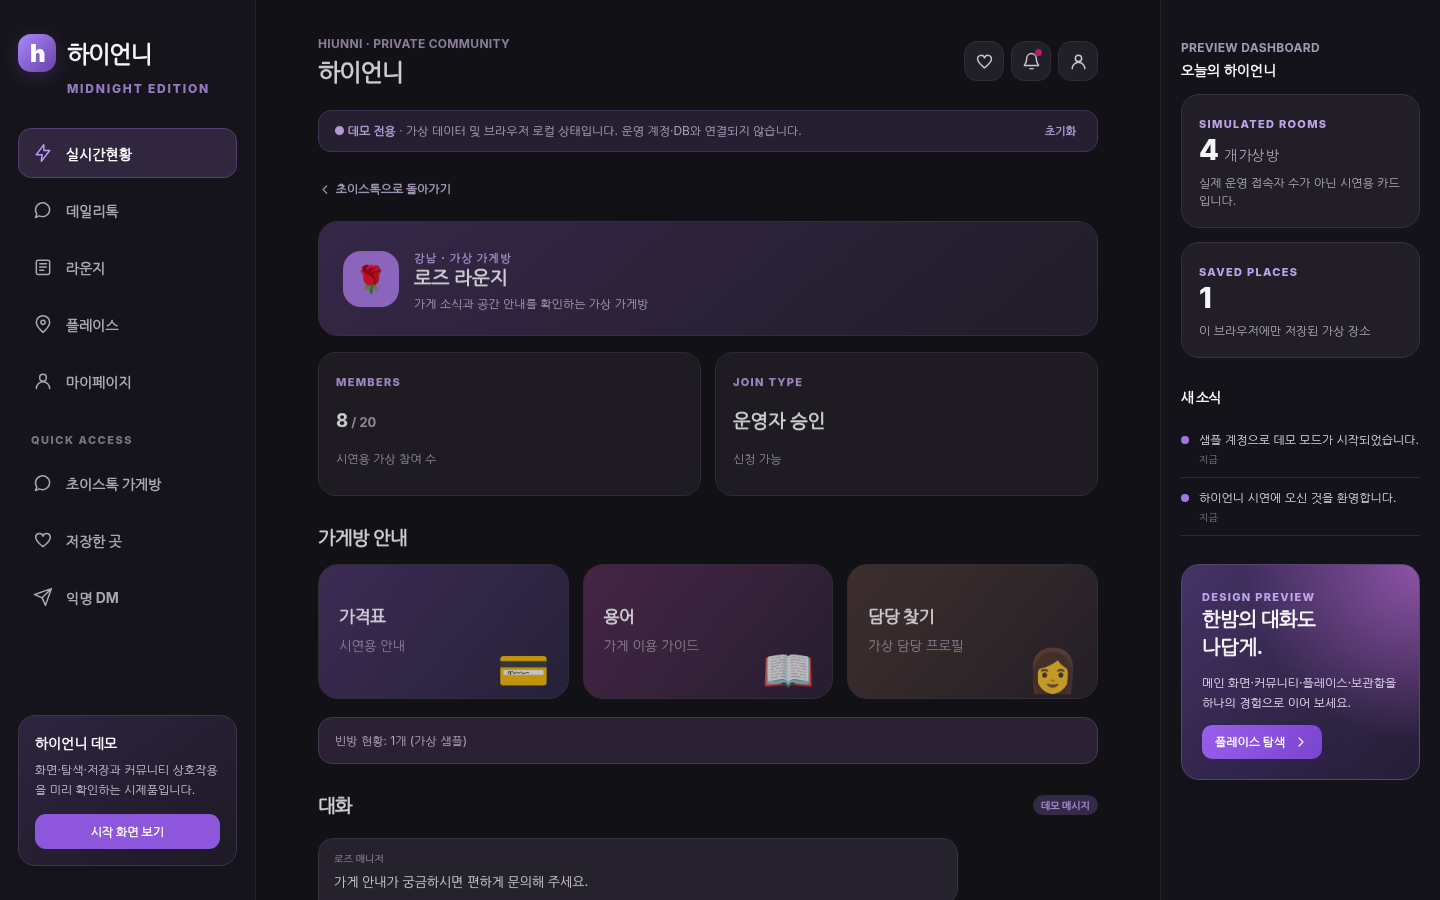 h 하이언니
MIDNIGHT EDITION
실시간현황
데일리톡
라운지
플레이스
마이페이지
QUICK ACCESS
초이스톡 가게방
저장한 곳
익명 DM
하이언니 데모
화면·탐색·저장과 커뮤니티 상호작용
을 미리 확인하는 시제품입니다.
시작 화면 보기
HIUNNI · PRIVATE COMMUNITY
하이언니
데모 전용 · 가상 데이터 및 브라우저 로컬 상태입니다. 운영 계정·DB와 연결되지 않습니다.
초기화
초이스톡으로 돌아가기
강남 · 가상 가게방
로즈 라운지
가게 소식과 공간 안내를 확인하는 가상 가게방
MEMBERS
8 / 20
시연용 가상 참여 수
JOIN TYPE
운영자 승인
신청 가능
가게방 안내
가격표
시연용 안내
용어
가게 이용 가이드
담당 찾기
가상 담당 프로필
빈방 현황: 1개 (가상 샘플)
대화
데모 메시지
로즈 매니저
가게 안내가 궁금하시면 편하게 문의해 주세요.
PREVIEW DASHBOARD
오늘의 하이언니
SIMULATED ROOMS
4 개 가상 방
실제 운영 접속자 수가 아닌 시연용 카드
입니다.
SAVED PLACES
1
이 브라우저에만 저장된 가상 장소
새 소식
샘플 계정으로 데모 모드가 시작되었습니다.
지금
하이언니 시연에 오신 것을 환영합니다.
지금
DESIGN PREVIEW
한밤의 대화도
나답게.
메인 화면·커뮤니티·플레이스·보관함을
하나의 경험으로 이어 보세요.
플레이스 탐색